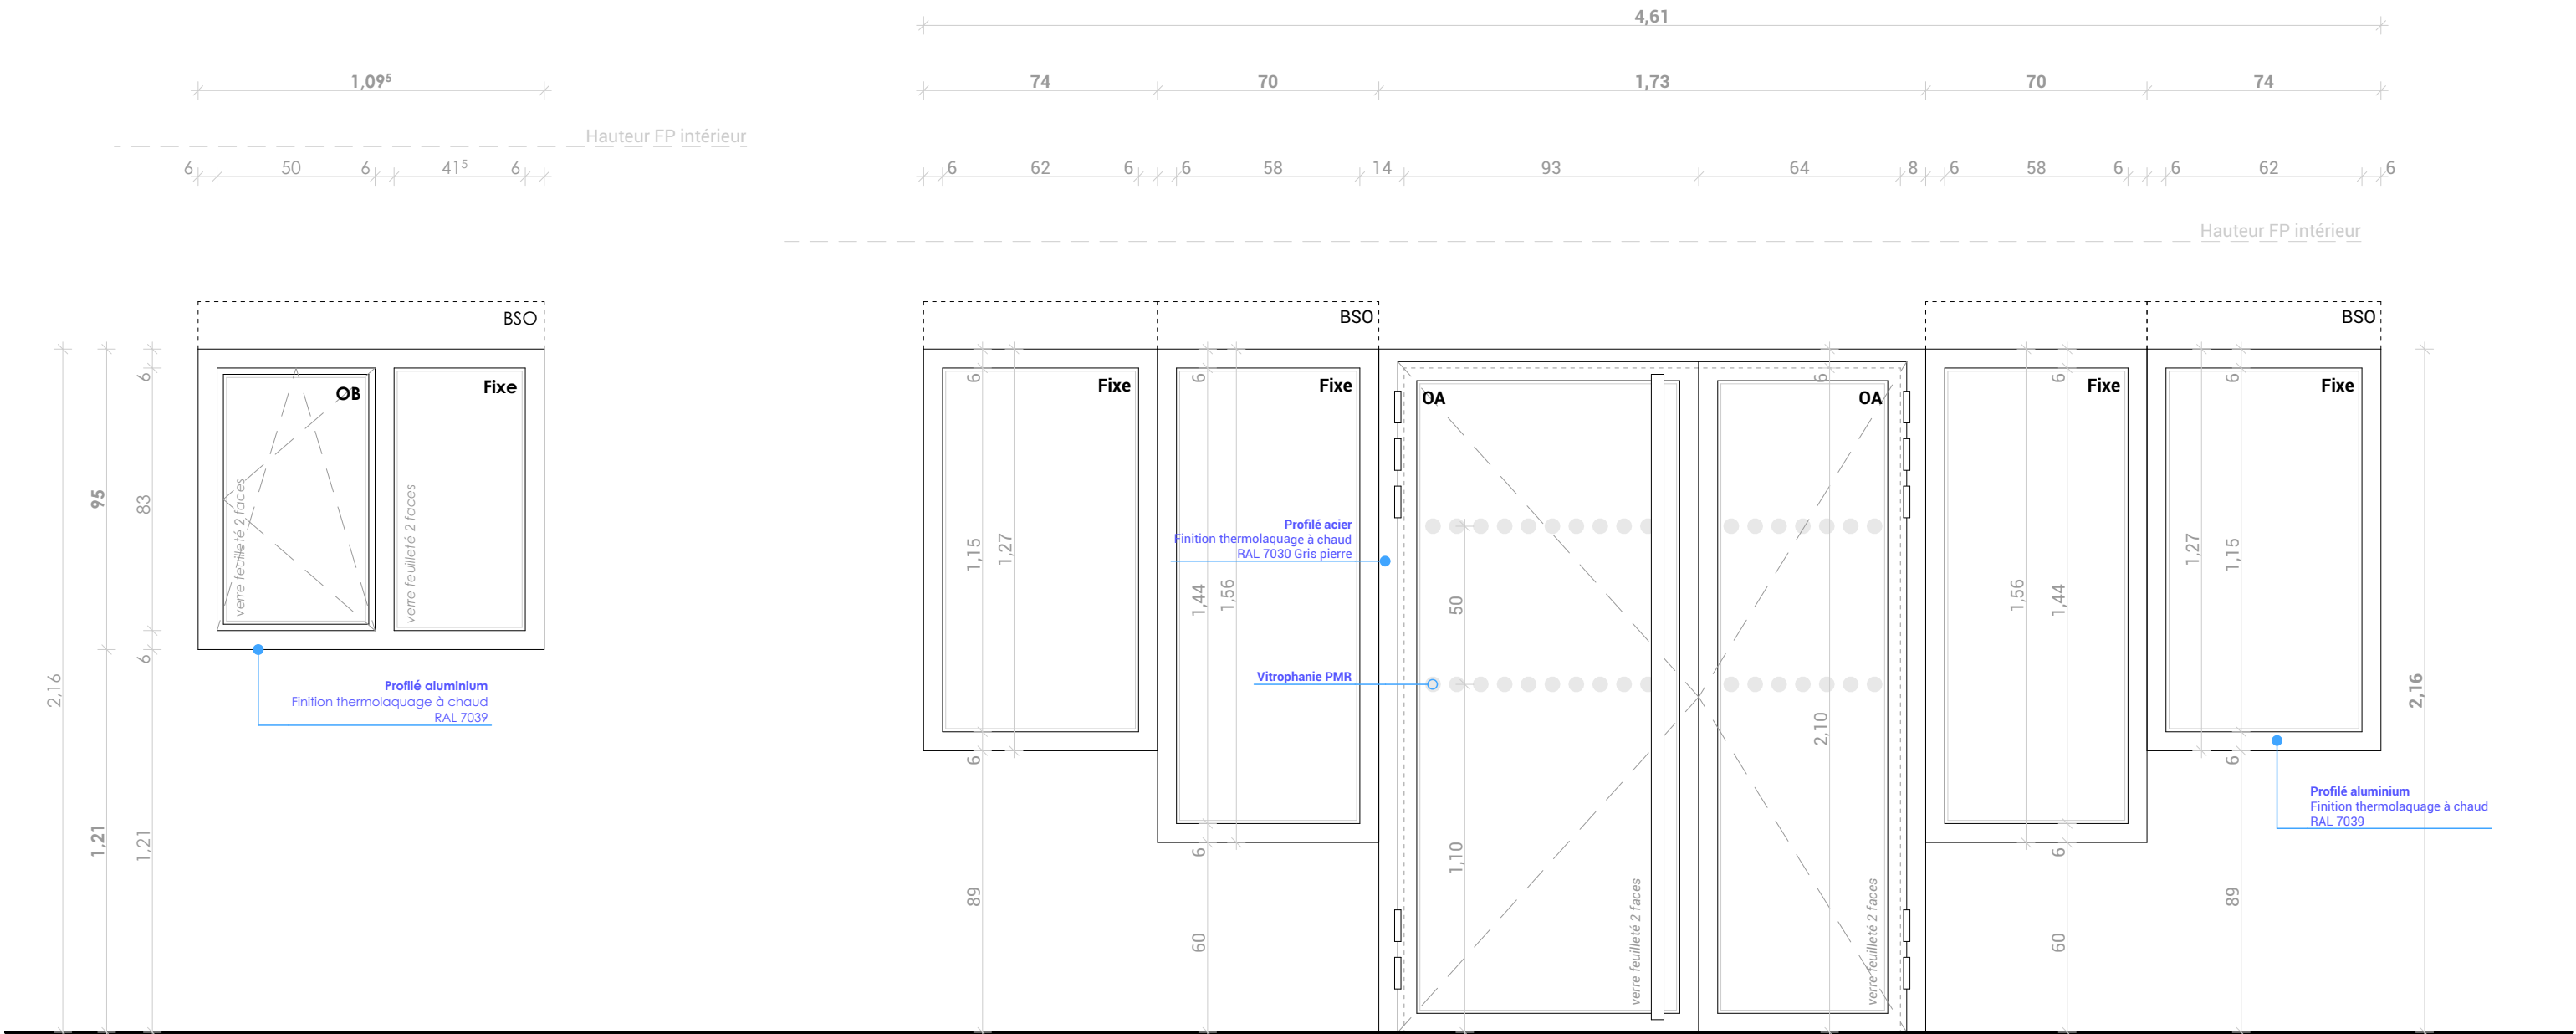 4,61
1,09⁵
74 70 1,73 70 74
Hauteur FP intérieur
6 50 6 41⁵ 6
6 62 6 6 58 14 93 64 8 6 58 6 6 62 6
Hauteur FP intérieur
BSO
BSO
BSO
OB
Fixe
Fixe
Fixe
OA
OA
Fixe
Fixe
2,16
95
1,21
6
83
6
1,21
verre feuilleté 2 faces
verre feuilleté 2 faces
Profilé aluminium
Finition thermolaquage à chaud
RAL 7039
6
1,15
1,27
6
89
6
1,44
1,56
6
60
Profilé acier
Finition thermolaquage à chaud
RAL 7030 Gris pierre
Vitrophanie PMR
50
1,10
verre feuilleté 2 faces
6
2,10
verre feuilleté 2 faces
1,56
6
1,44
6
60
1,27
6
1,15
6
89
2,16
Profilé aluminium
Finition thermolaquage à chaud
RAL 7039